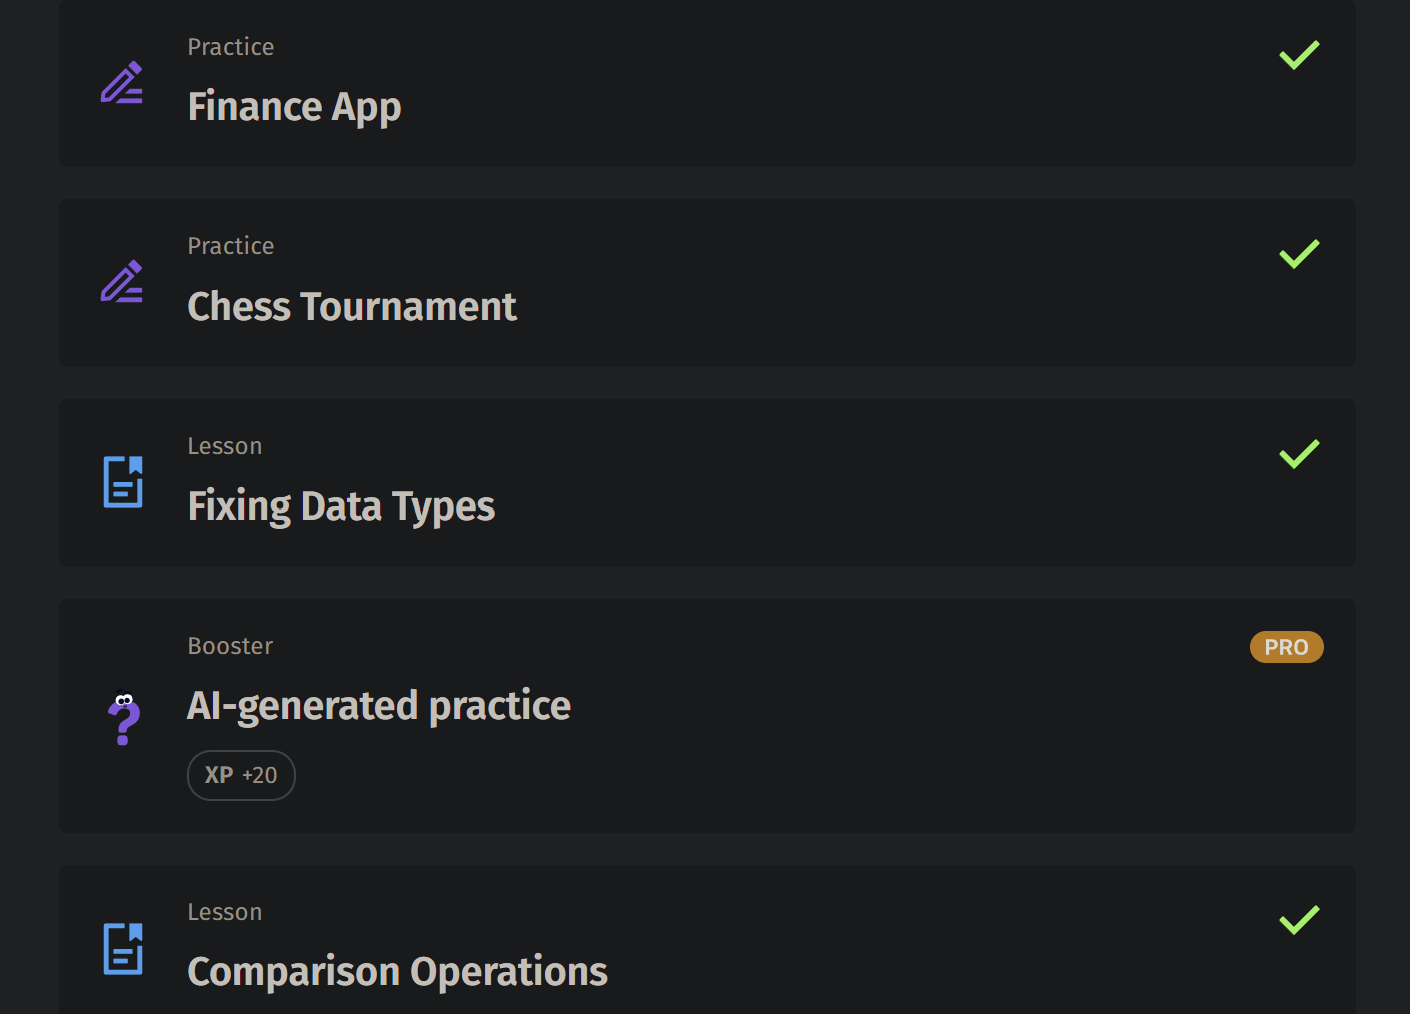 Practice
Finance App
Practice
Chess Tournament
Lesson
Fixing Data Types
Booster
PRO
AI-generated practice
XP +20
Lesson
Comparison Operations